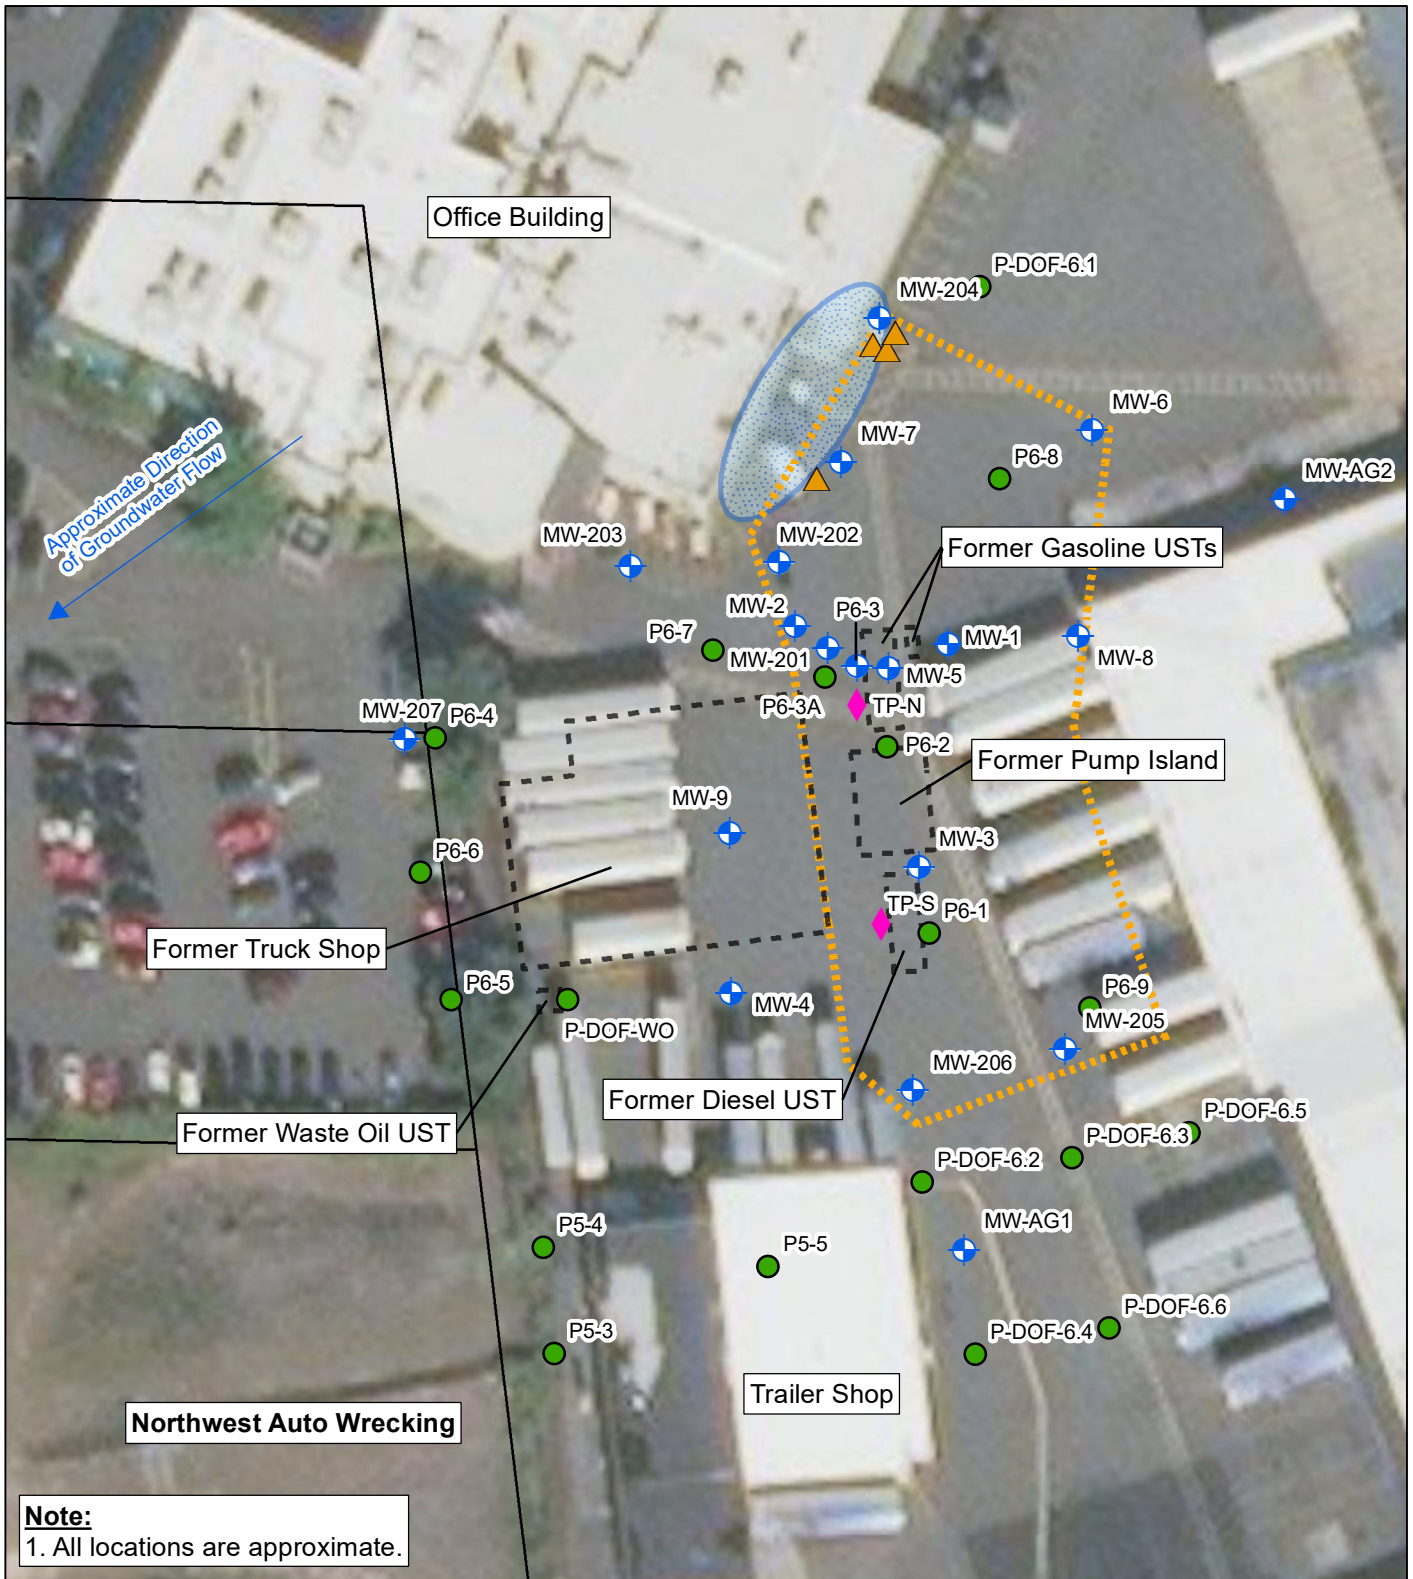 Office Building
P-DOF-6.1
MW-204
MW-6
MW-7
P6-8
MW-AG2
Approximate Direction
of Groundwater Flow
MW-203
MW-202
Former Gasoline USTs
MW-2
P6-3
P6-7
MW-1
MW-201
MW-5
MW-8
P6-3A
TP-N
MW-207
P6-4
P6-2
Former Pump Island
MW-9
MW-3
P6-6
TP-S
P6-1
Former Truck Shop
P6-5
P6-9
MW-4
MW-205
P-DOF-WO
MW-206
Former Diesel UST
Former Waste Oil UST
P-DOF-6.5
P-DOF-6.3
P-DOF-6.2
MW-AG1
P5-4
P5-5
P-DOF-6.6
P5-3
P-DOF-6.4
Trailer Shop
Northwest Auto Wrecking
Note:
1. All locations are approximate.